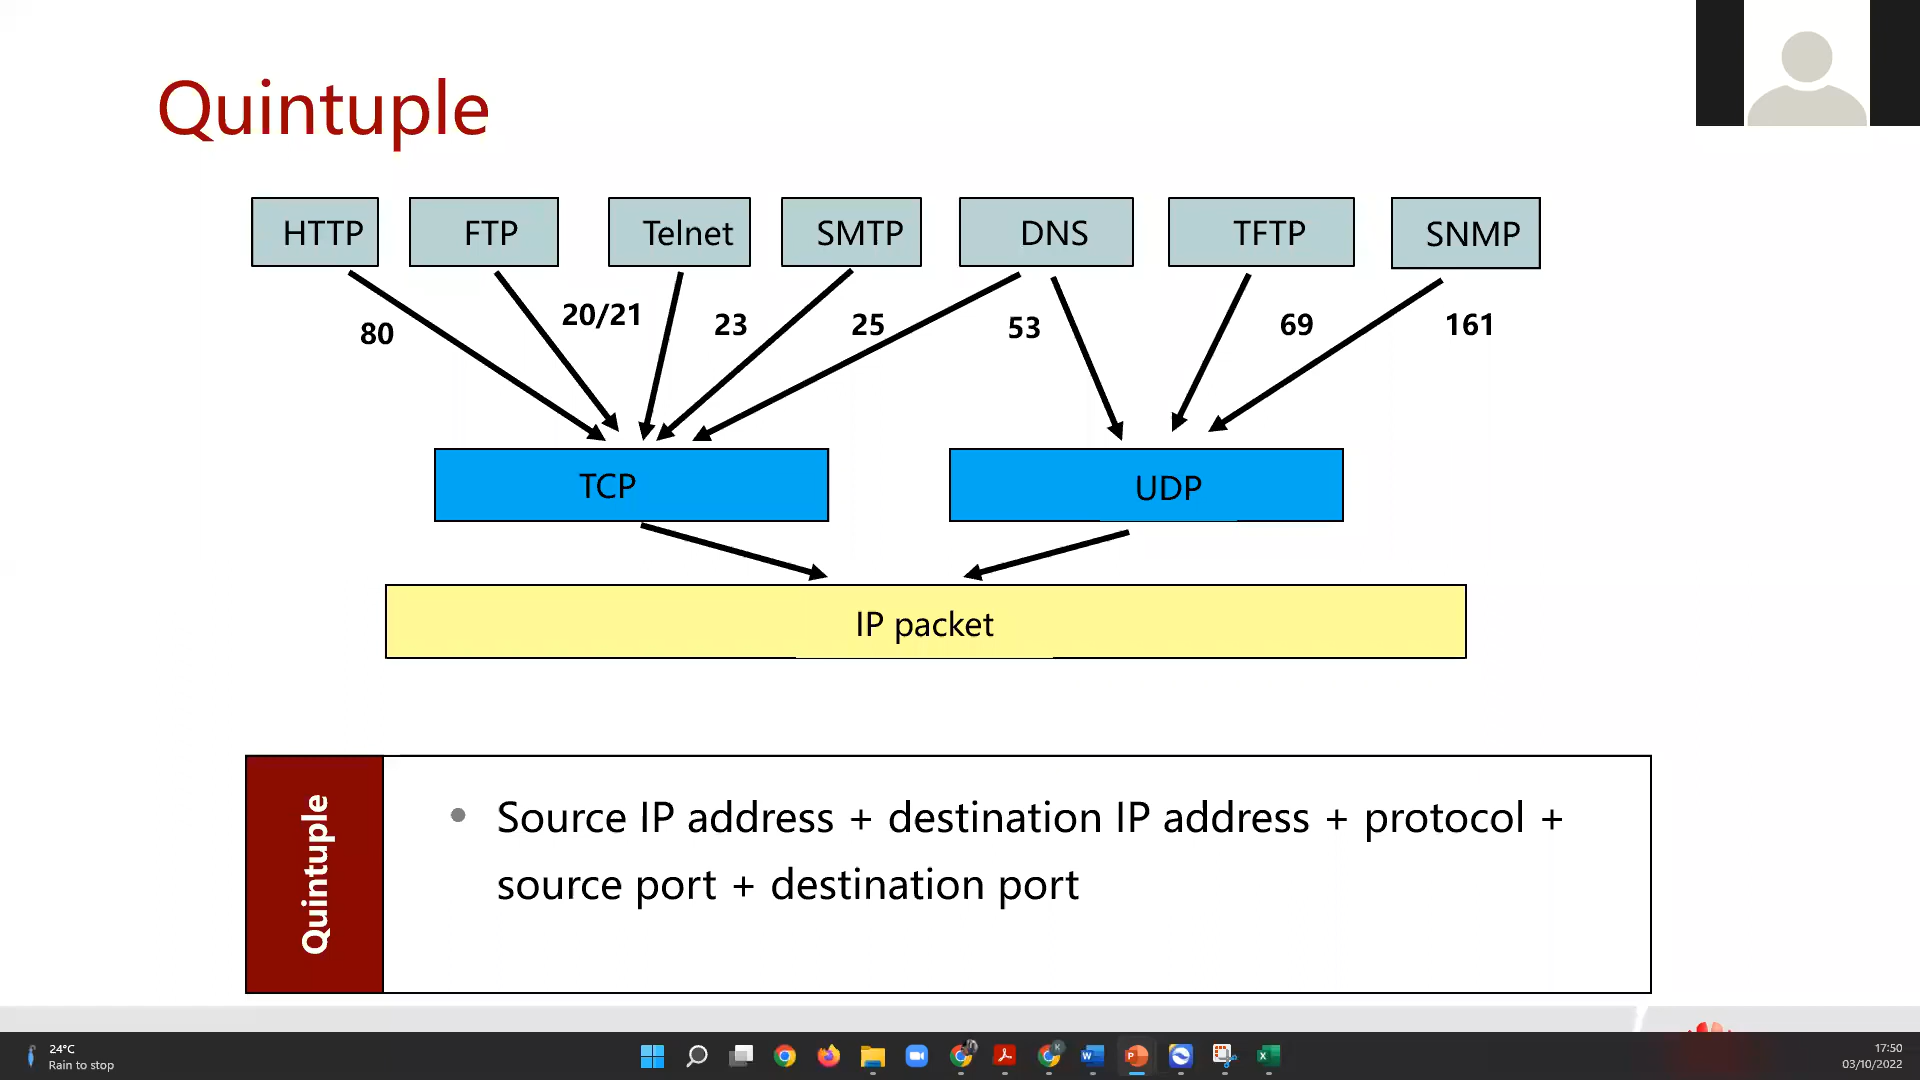 Quintuple
HTTP FTP Telnet SMTP DNS TFTP SNMP
80 20/21 23 25 53 69 161
TCP UDP
IP packet
Quintuple
• Source IP address + destination IP address + protocol +
source port + destination port
24°C
Rain to stop
17:50
03/10/2022